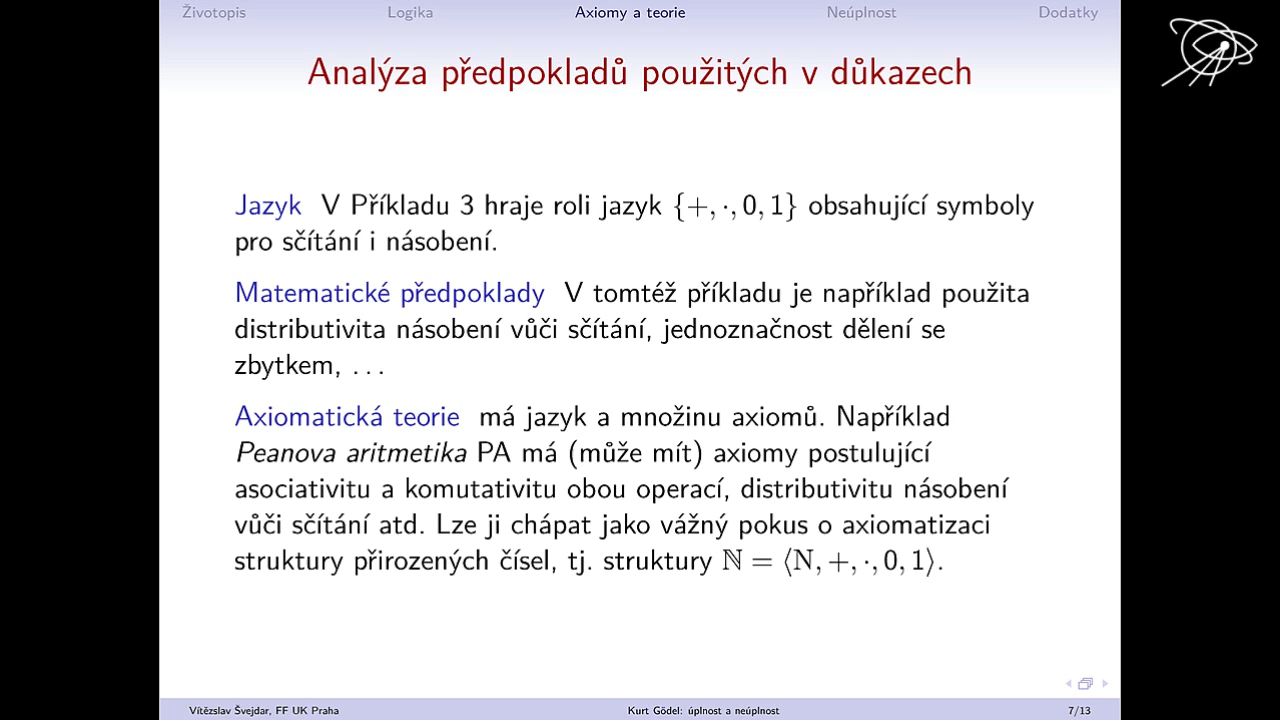 Životopis Logika Axiomy a teorie Neúplnost Dodatky
Analýza předpokladů použitých v důkazech
Jazyk V Příkladu 3 hraje roli jazyk {+, ·, 0, 1} obsahující symboly
pro sčítání i násobení.
Matematické předpoklady V tomtéž příkladu je například použita
distributivita násobení vůči sčítání, jednoznačnost dělení se
zbytkem, ...
Axiomatická teorie má jazyk a množinu axiomů. Například
Peanova aritmetika PA má (může mít) axiomy postulující
asociativitu a komutativitu obou operací, distributivitu násobení
vůči sčítání atd. Lze ji chápat jako vážný pokus o axiomatizaci
struktury přirozených čísel, tj. struktury ℕ = ⟨N, +, ·, 0, 1⟩.
Vítězslav Švejdar, FF UK Praha Kurt Gödel: úplnost a neúplnost 7/13